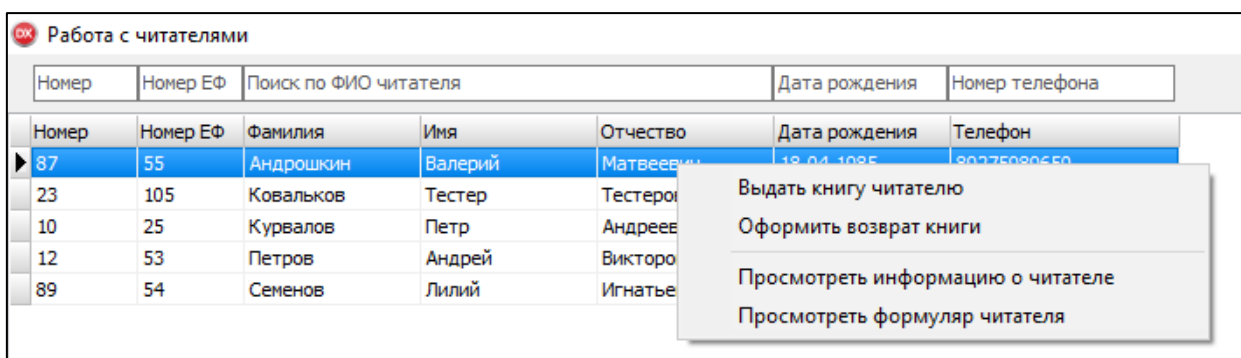 DX Работа с читателями
Номер Номер ЕФ Поиск по ФИО читателя Дата рождения Номер телефона
Номер Номер ЕФ Фамилия Имя Отчество Дата рождения Телефон
87 55 Андрошкин Валерий Матвеевич
23 105 Ковальков Тестер
10 25 Курвалов Петр
12 53 Петров Андрей
89 54 Семенов Лилий
Выдать книгу читателю
Оформить возврат книги
Просмотреть информацию о читателе
Просмотреть формуляр читателя